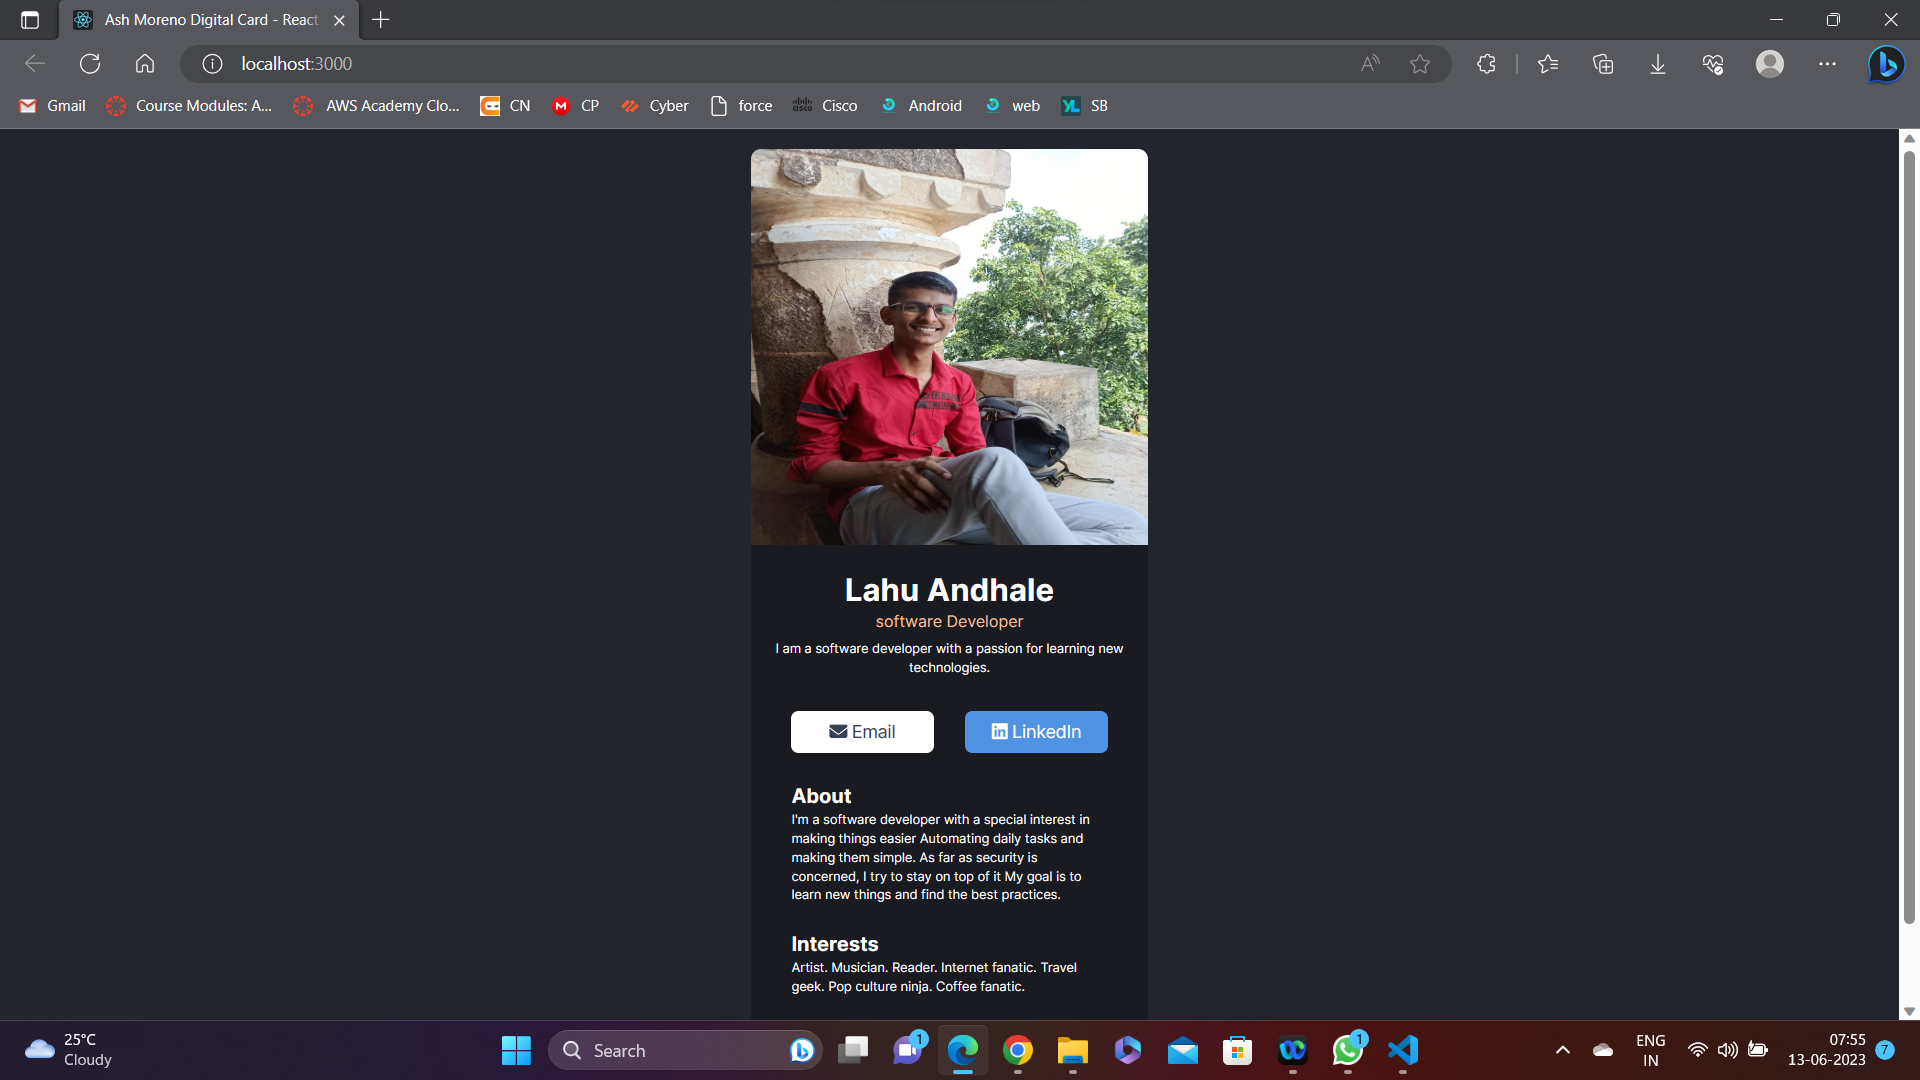 Ash Moreno Digital Card - React
localhost:3000
Gmail
Course Modules: A...
AWS Academy Clo...
CN
CP
Cyber
force
Cisco
Android
web
SB
Lahu Andhale
software Developer
I am a software developer with a passion for learning new
technologies.
Email
LinkedIn
About
I'm a software developer with a special interest in
making things easier Automating daily tasks and
making them simple. As far as security is
concerned, I try to stay on top of it My goal is to
learn new things and find the best practices.
Interests
Artist. Musician. Reader. Internet fanatic. Travel
geek. Pop culture ninja. Coffee fanatic.
25°C
Cloudy
Search
1
1
ENG
IN
07:55
13-06-2023
7